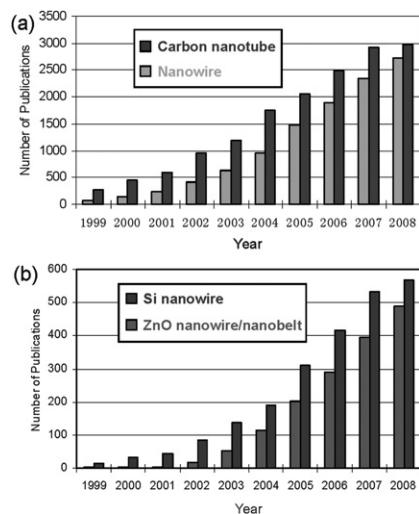 (a)
3500
3000
2500
2000
1500
1000
500
0
Number of Publications
Carbon nanotube
Nanowire
1999 2000 2001 2002 2003 2004 2005 2006 2007 2008
Year
(b)
600
500
400
300
200
100
0
Number of Publications
Si nanowire
ZnO nanowire/nanobelt
1999 2000 2001 2002 2003 2004 2005 2006 2007 2008
Year